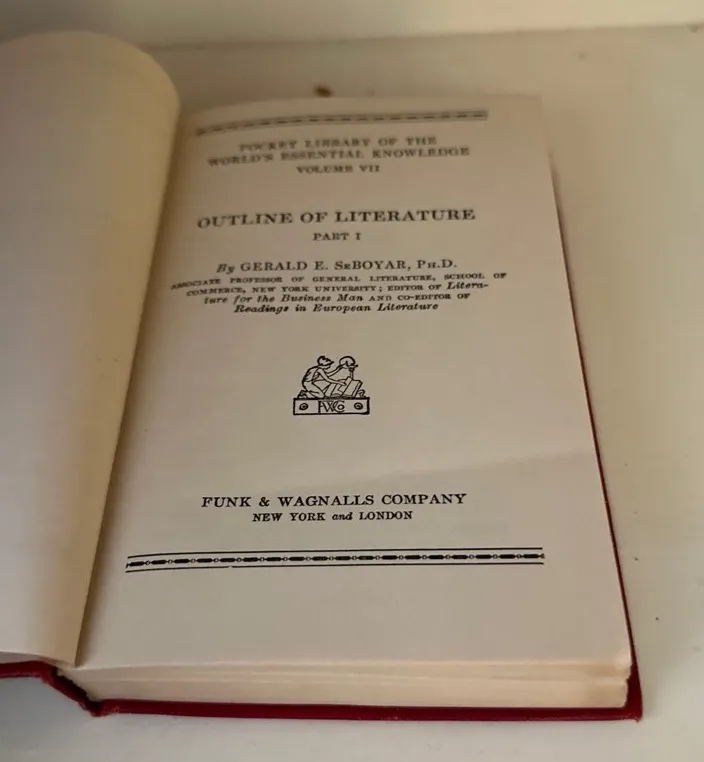 POCKET LIBRARY OF THE
WORLD'S ESSENTIAL KNOWLEDGE
VOLUME VII
OUTLINE OF LITERATURE
PART I
By GERALD E. SEBOYAR, PH.D.
ASSOCIATE PROFESSOR OF GENERAL LITERATURE, SCHOOL OF
COMMERCE, NEW YORK UNIVERSITY; EDITOR OF Litera-
ture for the Business Man AND CO-EDITOR OF
Readings in European Literature
FWCo
FUNK & WAGNALLS COMPANY
NEW YORK and LONDON